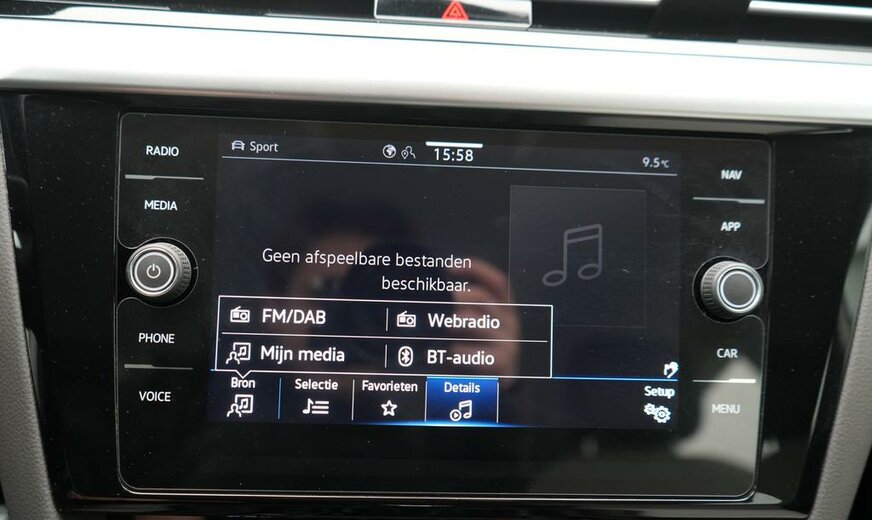 RADIO
MEDIA
PHONE
VOICE
Sport
15:58
9.5°C
Geen afspeelbare bestanden
beschikbaar.
FM/DAB
Webradio
Mijn media
BT-audio
Bron
Selectie
Favorieten
Details
Setup
NAV
APP
CAR
MENU